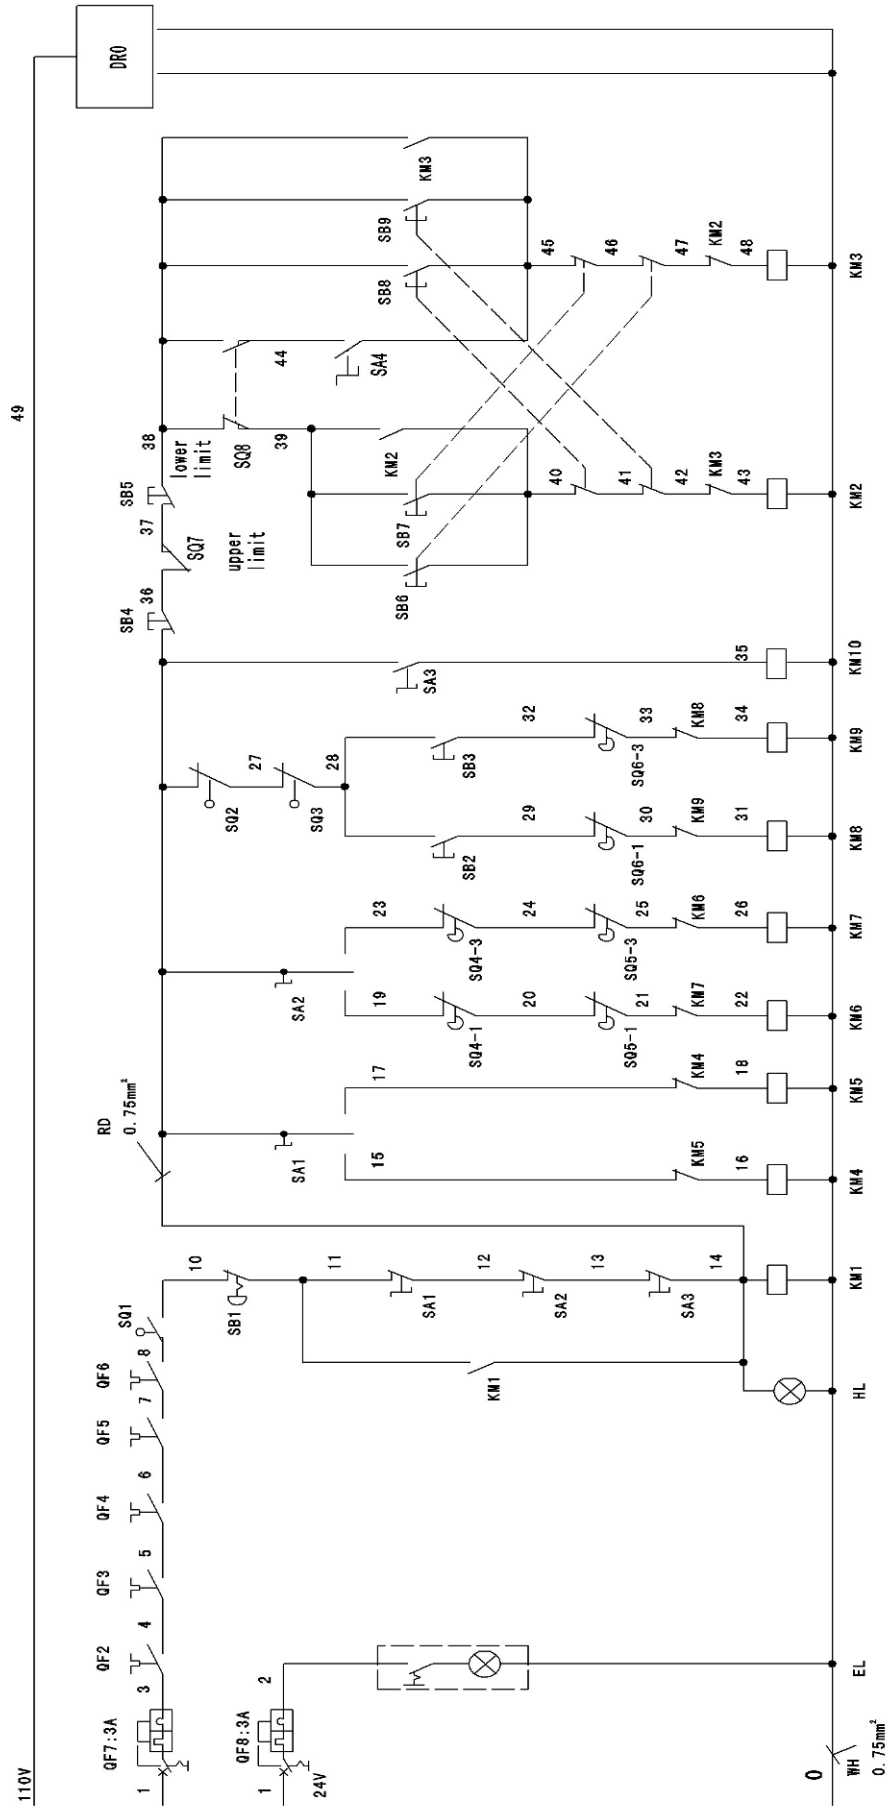 110V
49
DRO
QF7:3A
QF2
QF3
QF4
QF5
QF6
SQ1
RD
0.75mm²
SB4
SB5
1
3
4
5
6
7
8
36
37
38
SQ7
lower
limit
upper
limit
10
SB1
SQ2
27
SQ3
28
SQ8
39
44
QF8:3A
1
2
24V
SA1
SA2
11
15
17
19
23
SA4
SA1
KM1
SQ4-1
SQ4-3
SB2
SB3
SA3
SB6
SB7
KM2
SB8
SB9
KM3
12
20
24
29
32
SA2
13
SQ5-1
SQ5-3
SQ6-1
SQ6-3
40
45
21
25
30
33
41
46
SA3
KM5
KM4
KM7
KM6
KM9
KM8
42
47
KM3
KM2
14
16
18
22
26
31
34
35
43
48
0
WH
0.75mm²
EL
HL
KM1
KM4
KM5
KM6
KM7
KM8
KM9
KM10
KM2
KM3